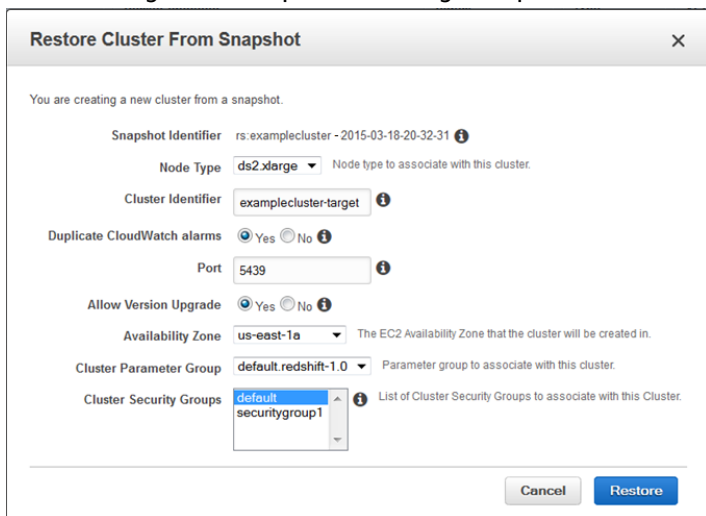 Restore Cluster From Snapshot
You are creating a new cluster from a snapshot.
Snapshot Identifier rs:examplecluster - 2015-03-18-20-32-31
Node Type ds2.xlarge Node type to associate with this cluster.
Cluster Identifier examplecluster-target
Duplicate CloudWatch alarms Yes No
Port 5439
Allow Version Upgrade Yes No
Availability Zone us-east-1a The EC2 Availability Zone that the cluster will be created in.
Cluster Parameter Group default.redshift-1.0 Parameter group to associate with this cluster.
Cluster Security Groups default List of Cluster Security Groups to associate with this Cluster.
securitygroup1
Cancel Restore